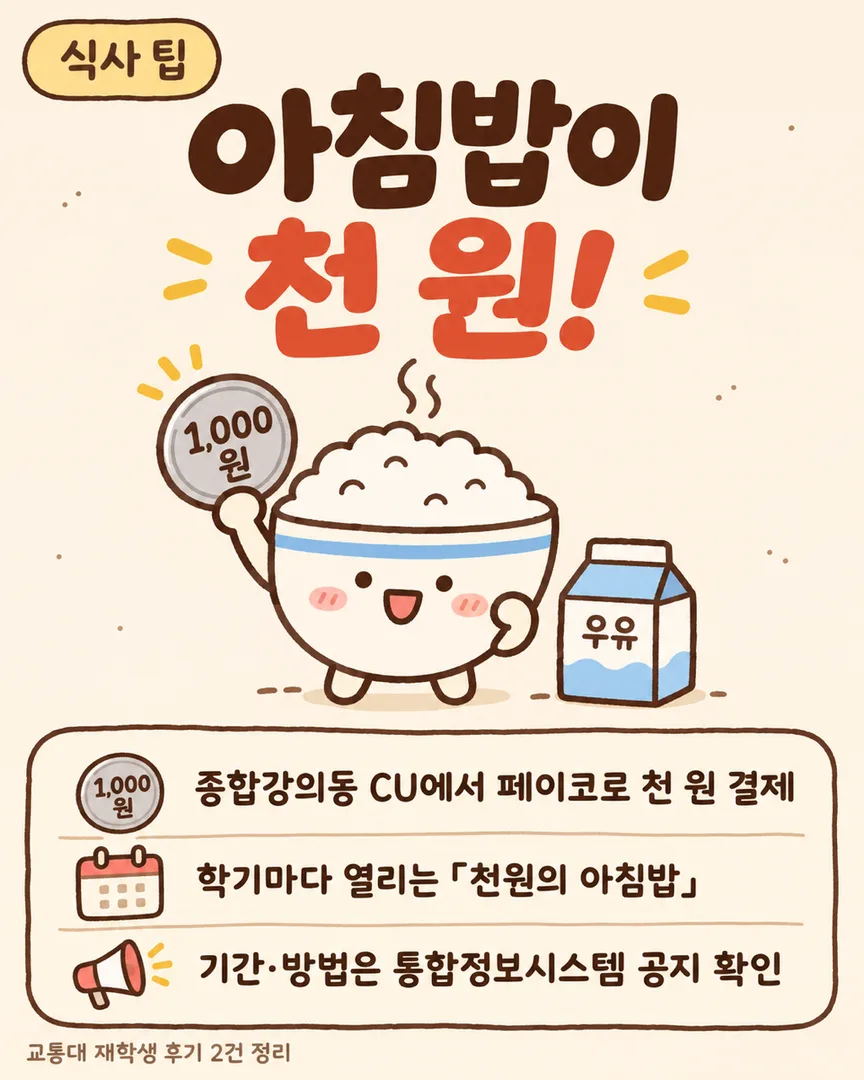 식사 팁
아침밥이
천 원!
1,000
원
우유
1,000
원
종합강의동 CU에서 페이코로 천 원 결제
학기마다 열리는 「천원의 아침밥」
기간·방법은 통합정보시스템 공지 확인
교통대 재학생 후기 2건 정리